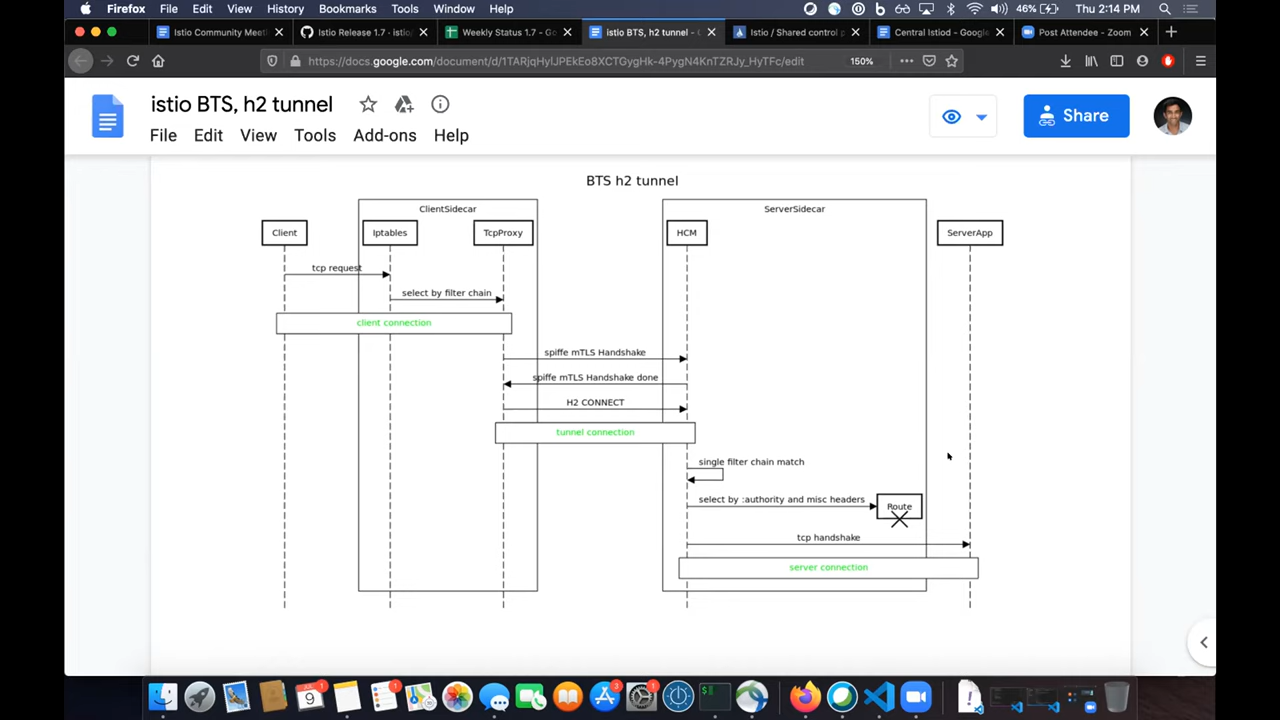 Firefox File Edit View History Bookmarks Tools Window Help 46% Thu 2:14 PM
Istio Community Meeti Istio Release 1.7 · istio/ Weekly Status 1.7 - Go istio BTS, h2 tunnel - G Istio / Shared control p Central Istiod - Google Post Attendee - Zoom
https://docs.google.com/document/d/1TARjqHylJPEkEo8XCTGygHk-4PygN4KnTZRJy_HyTFc/edit 150%
istio BTS, h2 tunnel
Share
File Edit View Tools Add-ons Help
BTS h2 tunnel
ClientSidecar ServerSidecar
Client Iptables TcpProxy HCM ServerApp
tcp request
select by filter chain
client connection
spiffe mTLS Handshake
spiffe mTLS Handshake done
H2 CONNECT
tunnel connection
single filter chain match
select by :authority and misc headers Route
tcp handshake
server connection